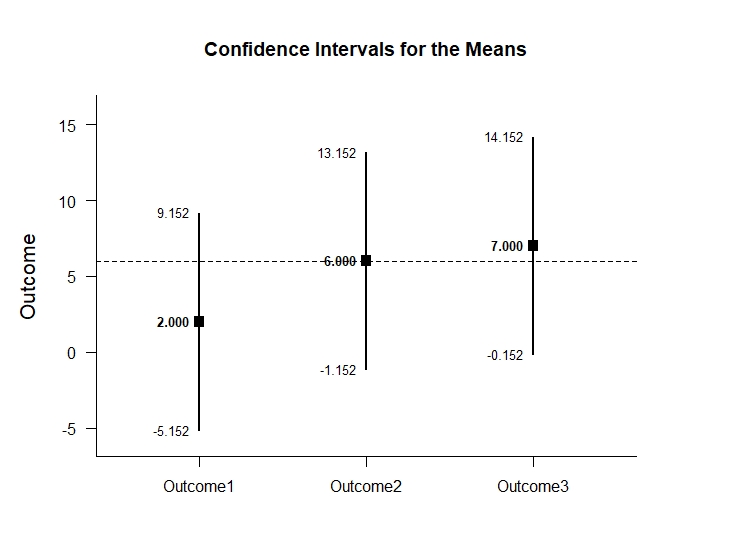 Confidence Intervals for the Means
Outcome
15
10
5
0
-5
9.152
2.000
-5.152
13.152
6.000
-1.152
14.152
7.000
-0.152
Outcome1
Outcome2
Outcome3